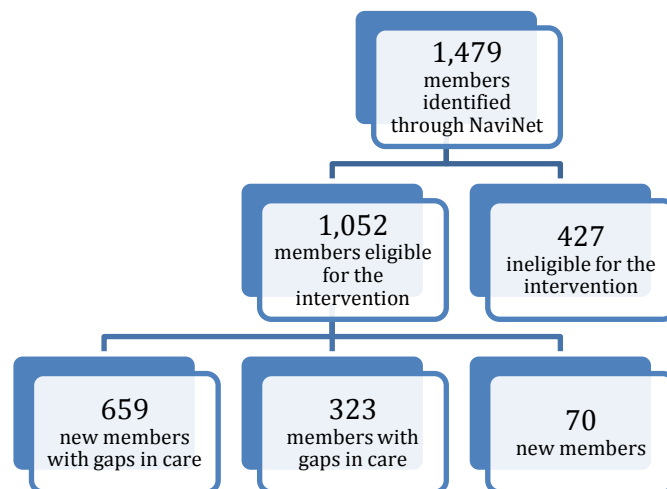 1,479
members
identified
through NaviNet
1,052
members eligible
for the
intervention
427
ineligible for the
intervention
659
new members
with gaps in care
323
members with
gaps in care
70
new members